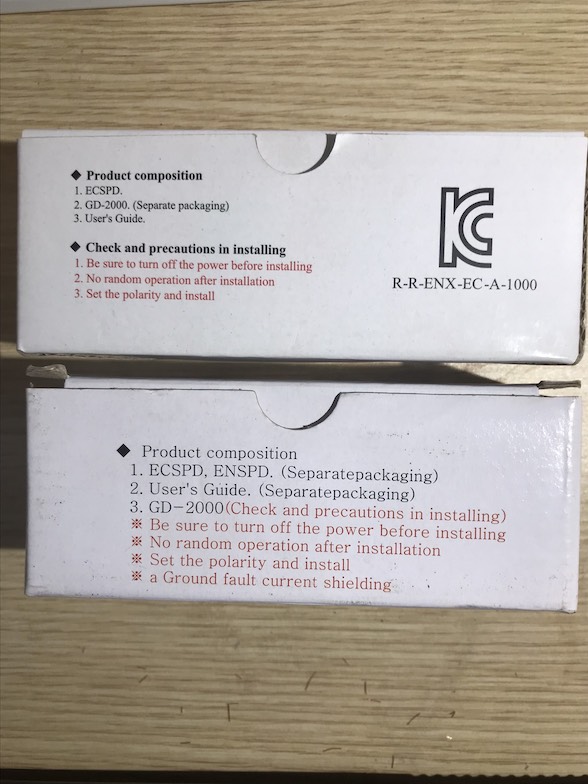 ◆ Product composition
1. ECSPD.
2. GD-2000. (Separate packaging)
3. User's Guide.
◆ Check and precautions in installing
1. Be sure to turn off the power before installing
2. No random operation after installation
3. Set the polarity and install
KC
R-R-ENX-EC-A-1000
◆ Product composition
1. ECSPD, ENSPD. (Separatepackaging)
2. User's Guide. (Separatepackaging)
3. GD-2000(Check and precautions in installing)
※ Be sure to turn off the power before installing
※ No random operation after installation
※ Set the polarity and install
※ a Ground fault current shielding